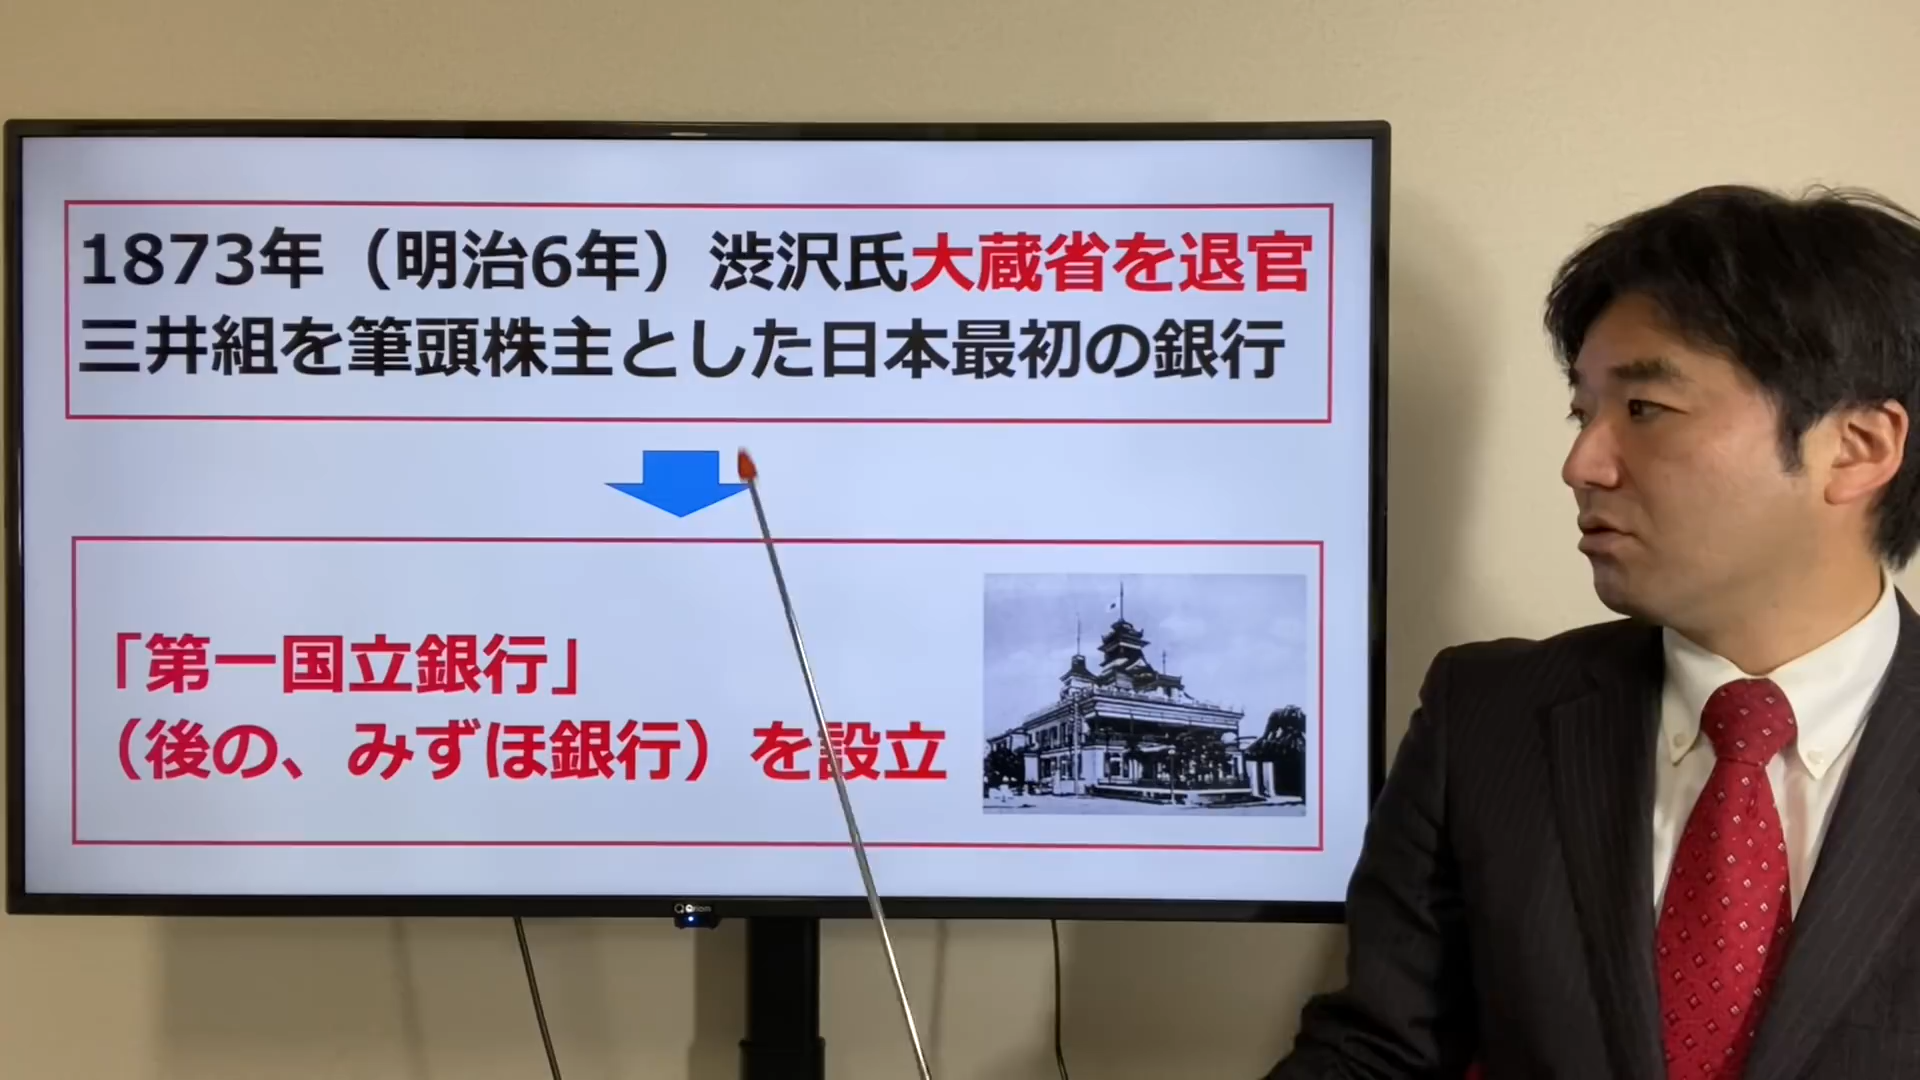 1873年（明治6年）渋沢氏大蔵省を退官
三井組を筆頭株主とした日本最初の銀行
「第一国立銀行」
（後の、みずほ銀行）を設立